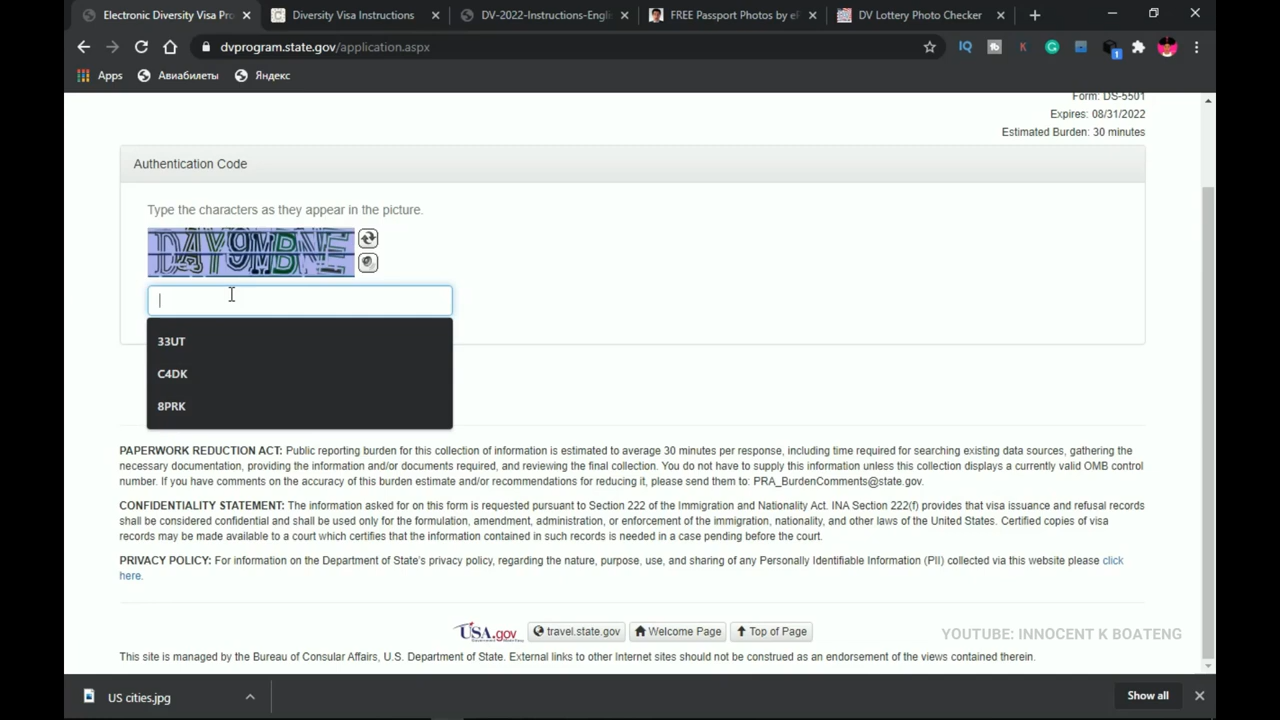 Electronic Diversity Visa Pro
Diversity Visa Instructions
DV-2022-Instructions-Engli
FREE Passport Photos by eP
DV Lottery Photo Checker
dvprogram.state.gov/application.aspx
Apps
Авиабилеты
Яндекс
Form: DS-5501
Expires: 08/31/2022
Estimated Burden: 30 minutes
Authentication Code
Type the characters as they appear in the picture.
33UT
C4DK
8PRK
PAPERWORK REDUCTION ACT: Public reporting burden for this collection of information is estimated to average 30 minutes per response, including time required for searching existing data sources, gathering the
necessary documentation, providing the information and/or documents required, and reviewing the final collection. You do not have to supply this information unless this collection displays a currently valid OMB control
number. If you have comments on the accuracy of this burden estimate and/or recommendations for reducing it, please send them to: PRA_BurdenComments@state.gov.
CONFIDENTIALITY STATEMENT: The information asked for on this form is requested pursuant to Section 222 of the Immigration and Nationality Act. INA Section 222(f) provides that visa issuance and refusal records
shall be considered confidential and shall be used only for the formulation, amendment, administration, or enforcement of the immigration, nationality, and other laws of the United States. Certified copies of visa
records may be made available to a court which certifies that the information contained in such records is needed in a case pending before the court.
PRIVACY POLICY: For information on the Department of State's privacy policy, regarding the nature, purpose, use, and sharing of any Personally Identifiable Information (PII) collected via this website please click
here.
USA.gov
travel.state.gov
Welcome Page
Top of Page
YOUTUBE: INNOCENT K BOATENG
This site is managed by the Bureau of Consular Affairs, U.S. Department of State. External links to other Internet sites should not be construed as an endorsement of the views contained therein.
US cities.jpg
Show all